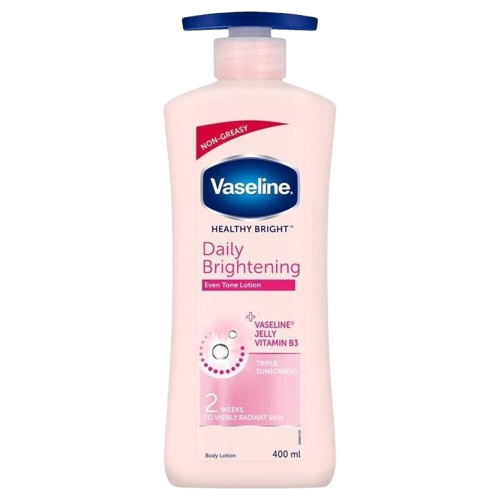 NON-GREASY
Vaseline.
HEALTHY BRIGHT™
Daily
Brightening
Even Tone Lotion
VASELINE®
JELLY
VITAMIN B3
TRIPLE
SUNSCREENS
2 WEEKS
TO VISIBLY RADIANT SKIN
Body Lotion
400 ml